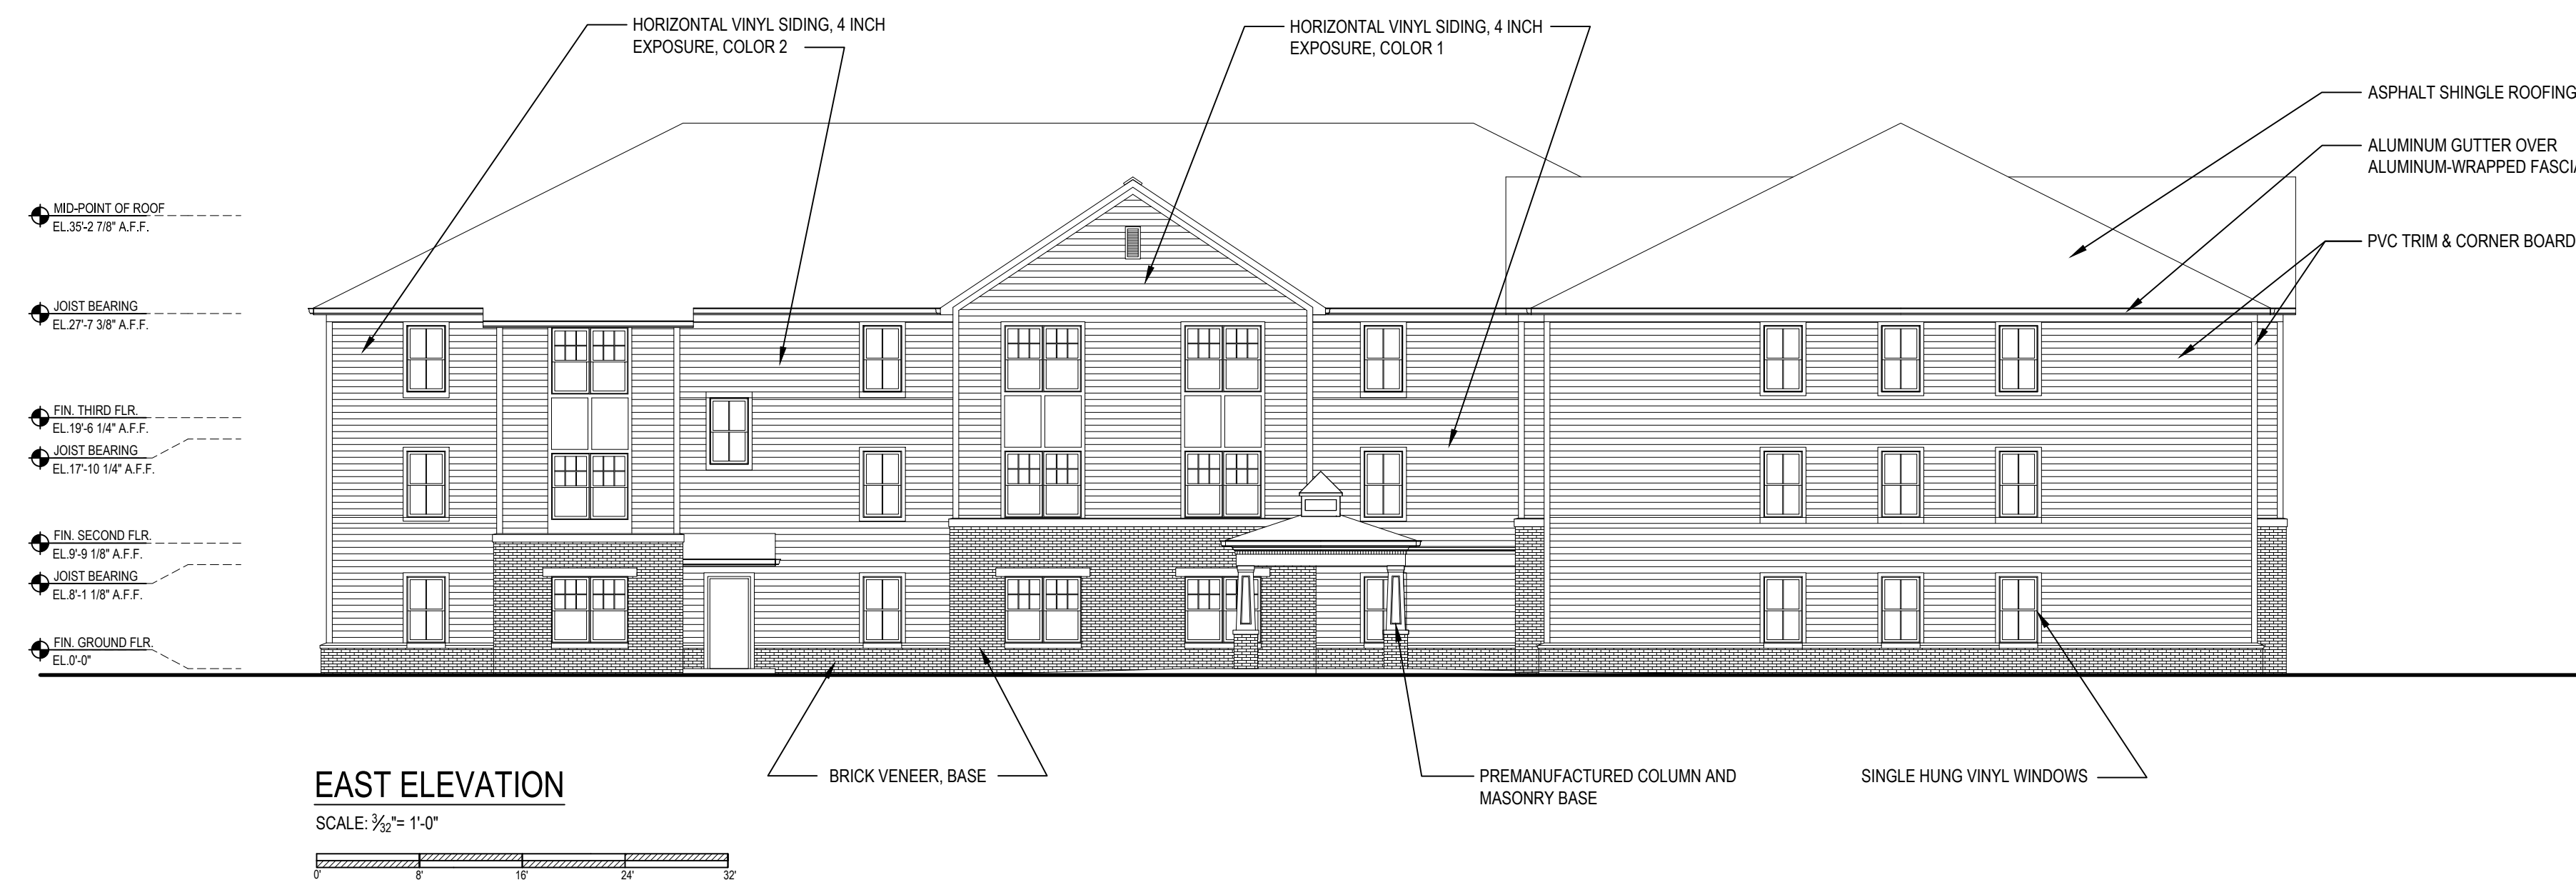 HORIZONTAL VINYL SIDING, 4 INCH
EXPOSURE, COLOR 2
HORIZONTAL VINYL SIDING, 4 INCH
EXPOSURE, COLOR 1
ASPHALT SHINGLE ROOFING
ALUMINUM GUTTER OVER
ALUMINUM-WRAPPED FASCIA
PVC TRIM & CORNER BOARD
MID-POINT OF ROOF
EL.35'-2 7/8" A.F.F.
JOIST BEARING
EL.27'-7 3/8" A.F.F.
FIN. THIRD FLR.
EL.19'-6 1/4" A.F.F.
JOIST BEARING
EL.17'-10 1/4" A.F.F.
FIN. SECOND FLR.
EL.9'-9 1/8" A.F.F.
JOIST BEARING
EL.8'-1 1/8" A.F.F.
FIN. GROUND FLR.
EL.0'-0"
BRICK VENEER, BASE
PREMANUFACTURED COLUMN AND
MASONRY BASE
SINGLE HUNG VINYL WINDOWS
EAST ELEVATION
SCALE: 3/32"= 1'-0"
0' 8' 16' 24' 32'